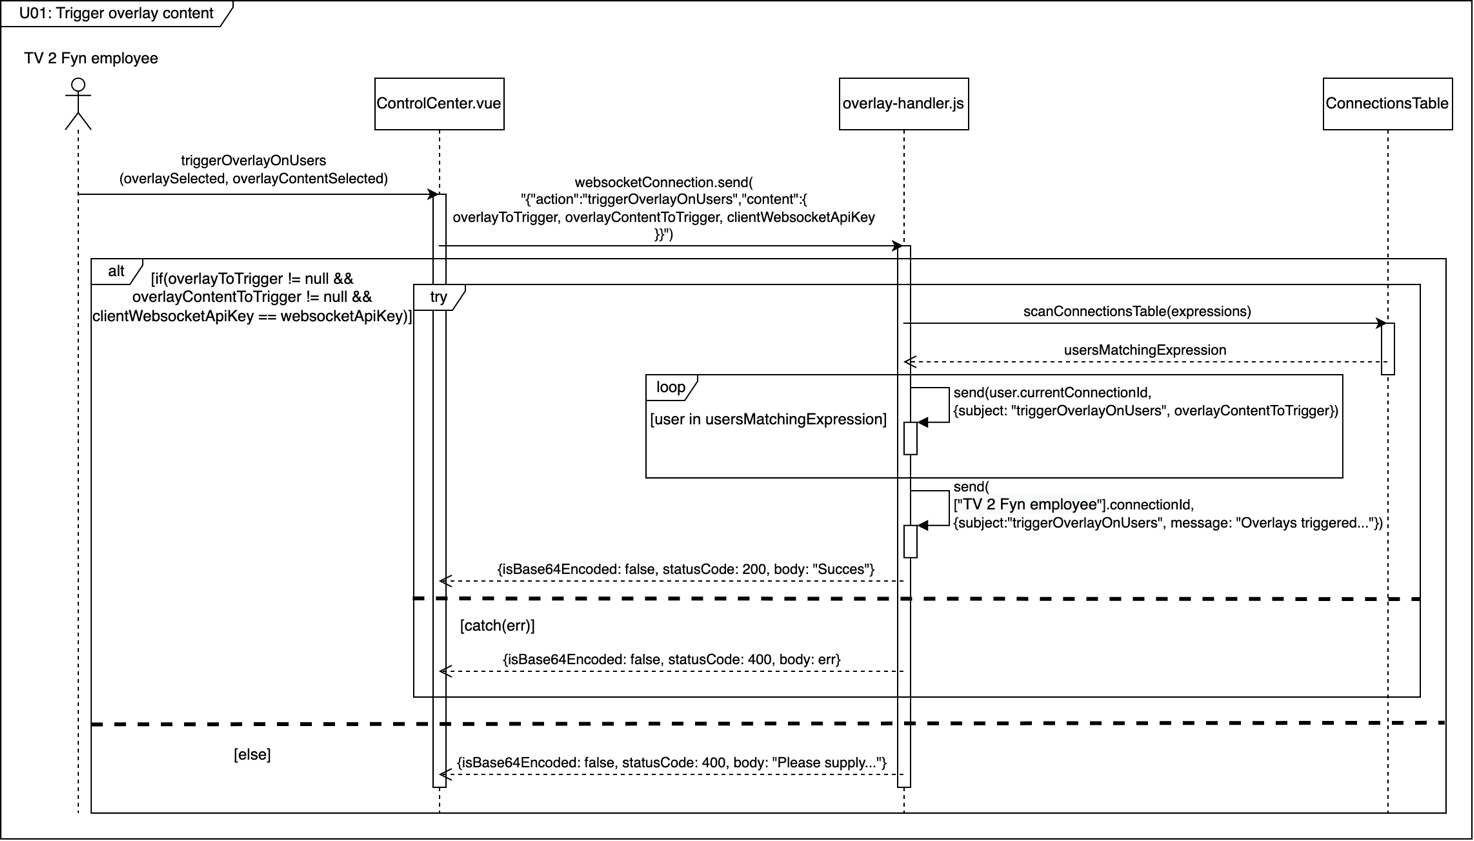 U01: Trigger overlay content
TV 2 Fyn employee
ControlCenter.vue
overlay-handler.js
ConnectionsTable
triggerOverlayOnUsers
(overlaySelected, overlayContentSelected)
websocketConnection.send(
"{"action":"triggerOverlayOnUsers","content":{
overlayToTrigger, overlayContentToTrigger, clientWebsocketApiKey
}}")
alt
[if(overlayToTrigger != null &&
overlayContentToTrigger != null &&
clientWebsocketApiKey == websocketApiKey)]
try
scanConnectionsTable(expressions)
usersMatchingExpression
loop
[user in usersMatchingExpression]
send(user.currentConnectionId,
{subject: "triggerOverlayOnUsers", overlayContentToTrigger})
send(
["TV 2 Fyn employee"].connectionId,
{subject:"triggerOverlayOnUsers", message: "Overlays triggered..."})
{isBase64Encoded: false, statusCode: 200, body: "Succes"}
[catch(err)]
{isBase64Encoded: false, statusCode: 400, body: err}
[else]
{isBase64Encoded: false, statusCode: 400, body: "Please supply..."}